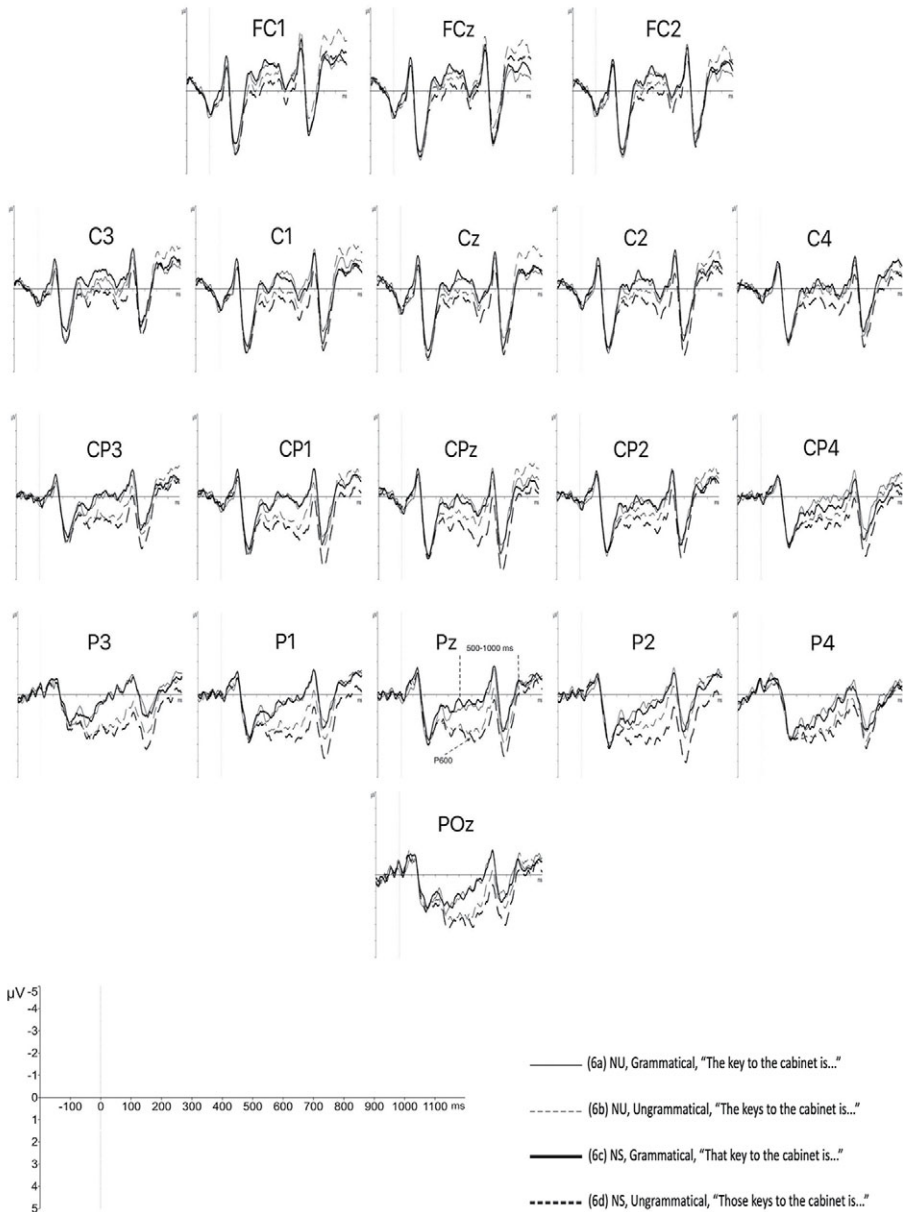 FC1 FCz FC2
C3 C1 Cz C2 C4
CP3 CP1 CPz CP2 CP4
P3 P1 Pz P2 P4
500-1000 ms
P600
POz
µV
-5
-4
-3
-2
-1
0
1
2
3
4
5
-100 0 100 200 300 400 500 600 700 800 900 1000 1100 ms
(6a) NU, Grammatical, "The key to the cabinet is..."
(6b) NU, Ungrammatical, "The keys to the cabinet is..."
(6c) NS, Grammatical, "That key to the cabinet is..."
(6d) NS, Ungrammatical, "Those keys to the cabinet is..."